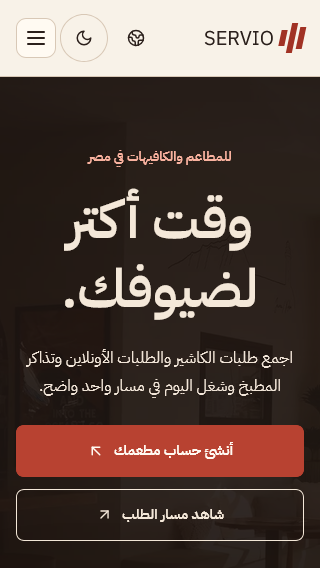 SERVIO
للمطاعم والكافيهات في مصر
وقت أكتر
لضيوفك.
اجمع طلبات الكاشير والطلبات الأونلاين وتذاكر
المطبخ وشغل اليوم في مسار واحد واضح.
أنشئ حساب مطعمك
شاهد مسار الطلب